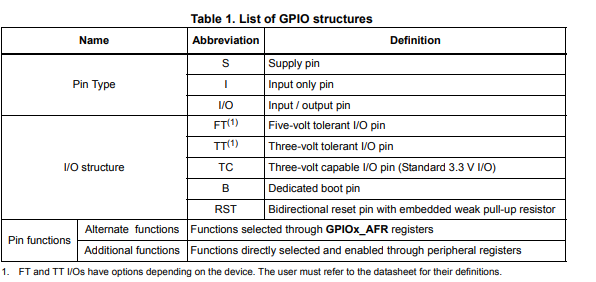 Table 1. List of GPIO structures
Name Abbreviation Definition
Pin Type
S Supply pin
I Input only pin
I/O Input / output pin
I/O structure
FT(1) Five-volt tolerant I/O pin
TT(1) Three-volt tolerant I/O pin
TC Three-volt capable I/O pin (Standard 3.3 V I/O)
B Dedicated boot pin
RST Bidirectional reset pin with embedded weak pull-up resistor
Pin functions
Alternate functions Functions selected through GPIOx_AFR registers
Additional functions Functions directly selected and enabled through peripheral registers
1. FT and TT I/Os have options depending on the device. The user must refer to the datasheet for their definitions.